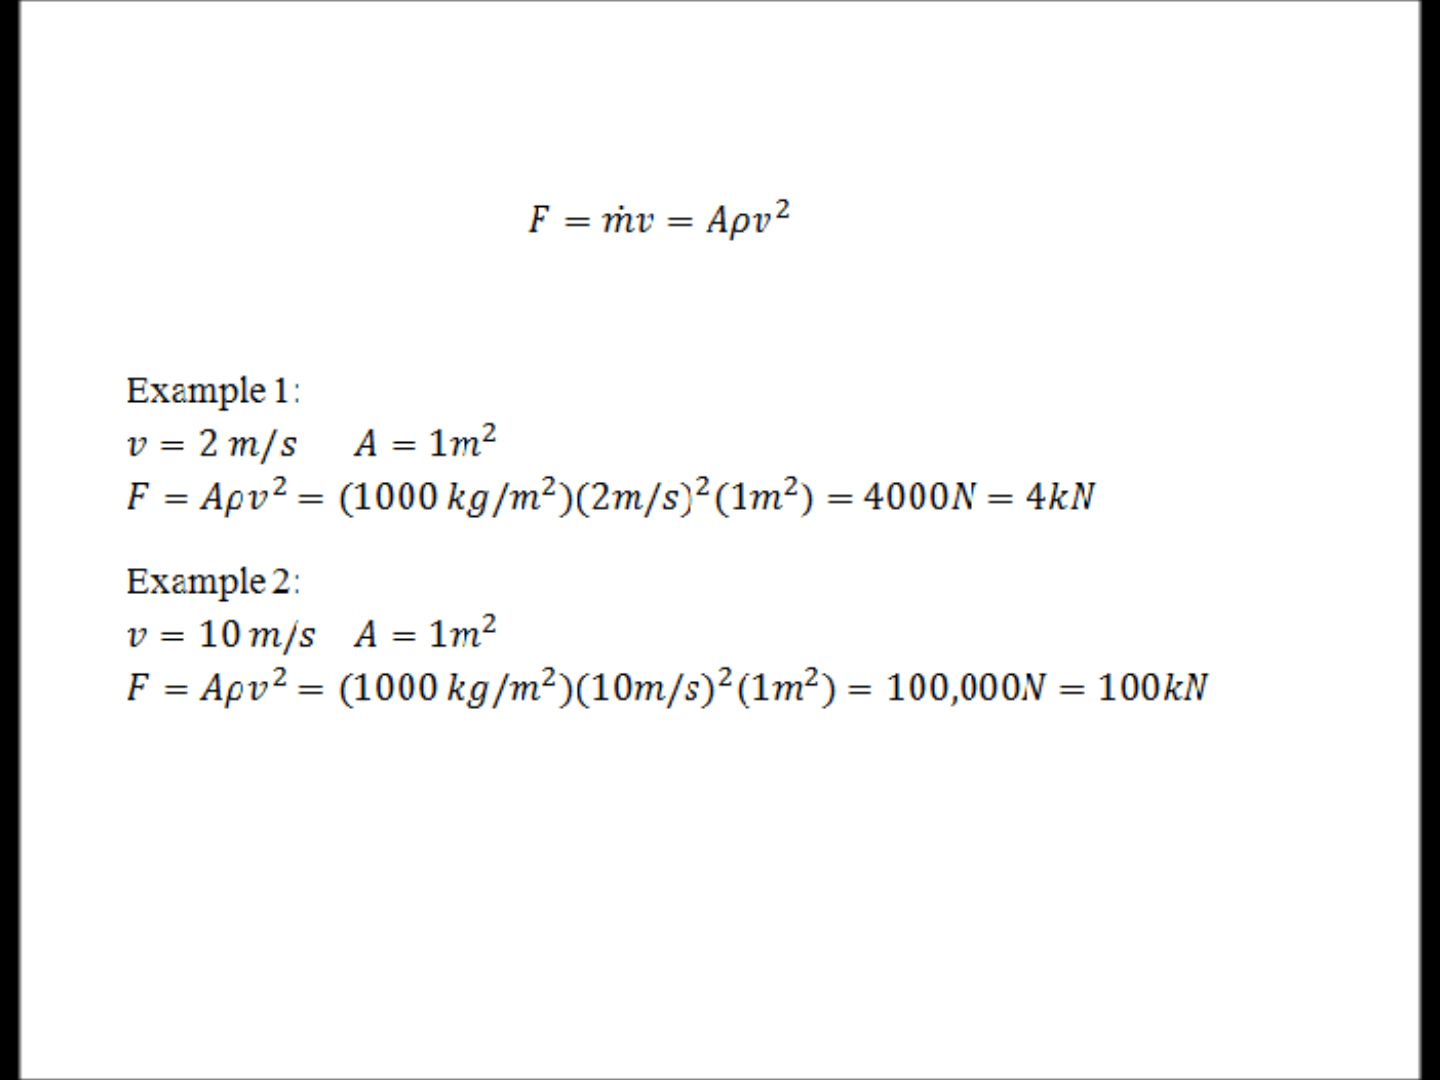 F = ṁv = Aρv²
Example 1:
v = 2 m/s A = 1m²
F = Aρv² = (1000 kg/m²)(2m/s)²(1m²) = 4000N = 4kN
Example 2:
v = 10 m/s A = 1m²
F = Aρv² = (1000 kg/m²)(10m/s)²(1m²) = 100,000N = 100kN